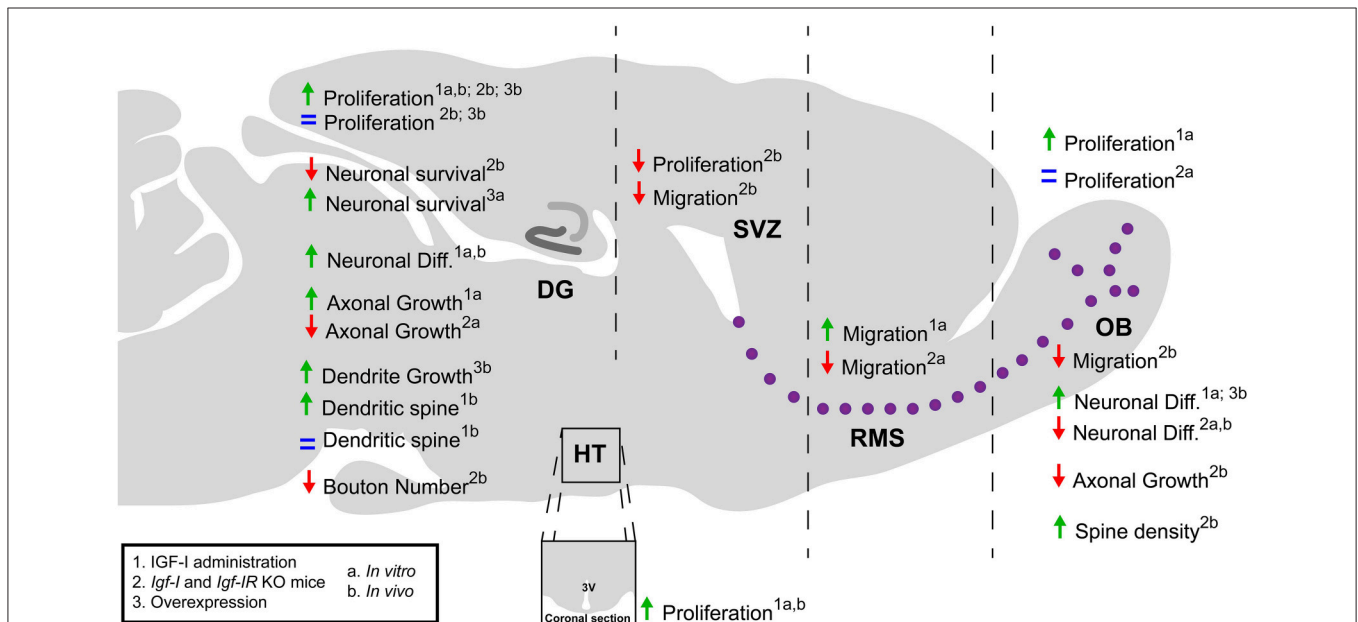 Proliferation1a,b; 2b; 3b
= Proliferation 2b; 3b
Neuronal survival2b
Neuronal survival3a
Neuronal Diff.1a,b
Axonal Growth1a
Axonal Growth2a
Dendrite Growth3b
Dendritic spine1b
= Dendritic spine1b
Bouton Number2b
DG
Proliferation2b
Migration2b
SVZ
Migration1a
Migration2a
RMS
Proliferation1a
= Proliferation2a
OB
Migration2b
Neuronal Diff.1a; 3b
Neuronal Diff.2a,b
Axonal Growth2b
Spine density2b
HT
3V
Coronal section
Proliferation1a,b
1. IGF-I administration
2. Igf-I and Igf-IR KO mice
3. Overexpression
a. In vitro
b. In vivo